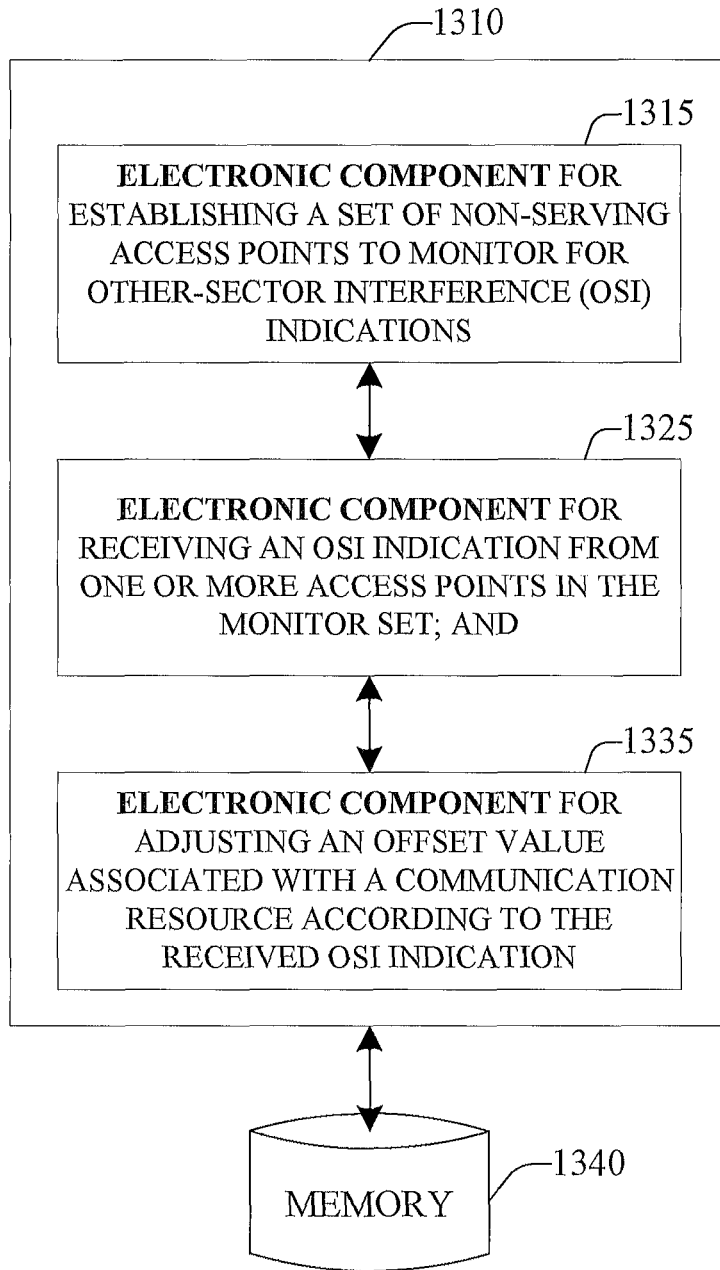 1310
1315
ELECTRONIC COMPONENT FOR
ESTABLISHING A SET OF NON-SERVING
ACCESS POINTS TO MONITOR FOR
OTHER-SECTOR INTERFERENCE (OSI)
INDICATIONS
1325
ELECTRONIC COMPONENT FOR
RECEIVING AN OSI INDICATION FROM
ONE OR MORE ACCESS POINTS IN THE
MONITOR SET; AND
1335
ELECTRONIC COMPONENT FOR
ADJUSTING AN OFFSET VALUE
ASSOCIATED WITH A COMMUNICATION
RESOURCE ACCORDING TO THE
RECEIVED OSI INDICATION
1340
MEMORY